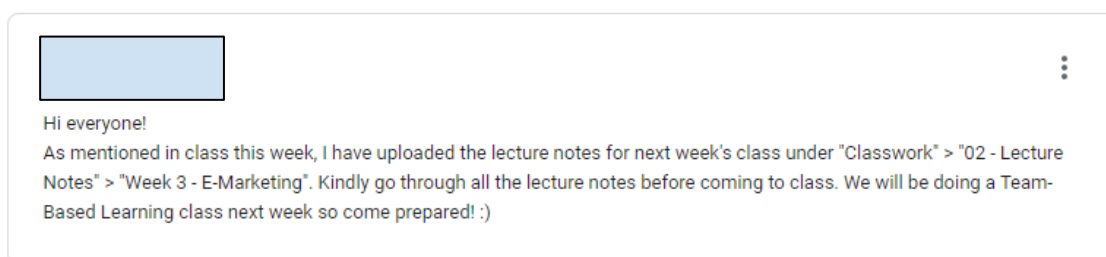 Hi everyone!
As mentioned in class this week, I have uploaded the lecture notes for next week's class under "Classwork" > "02 - Lecture
Notes" > "Week 3 - E-Marketing". Kindly go through all the lecture notes before coming to class. We will be doing a Team-
Based Learning class next week so come prepared! :)